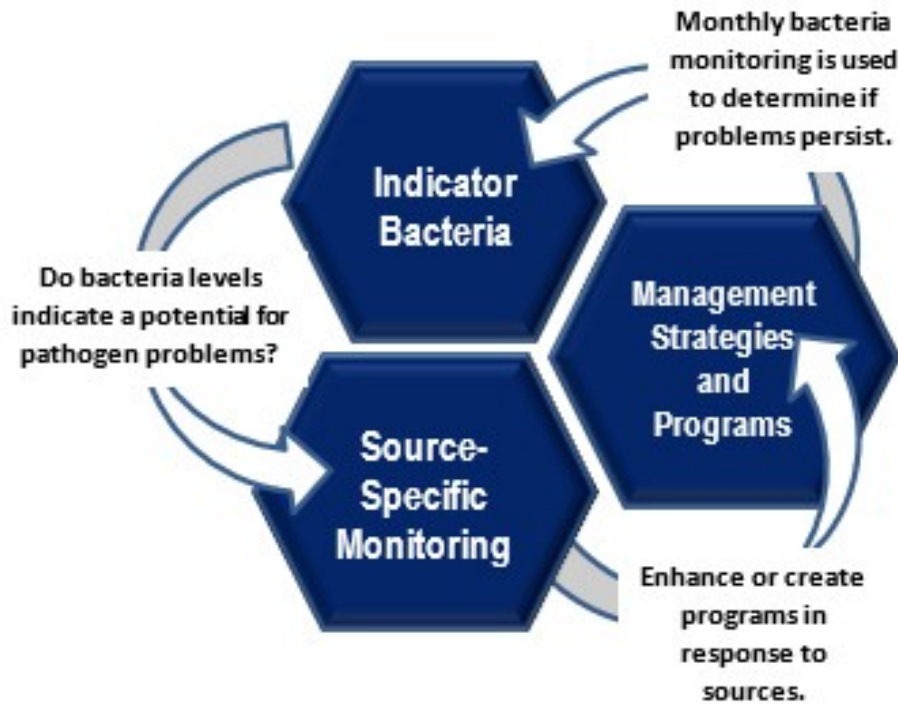 Monthly bacteria
monitoring is used
to determine if
problems persist.
Indicator
Bacteria
Do bacteria levels
indicate a potential for
pathogen problems?
Management
Strategies
and
Programs
Source-
Specific
Monitoring
Enhance or create
programs in
response to
sources.